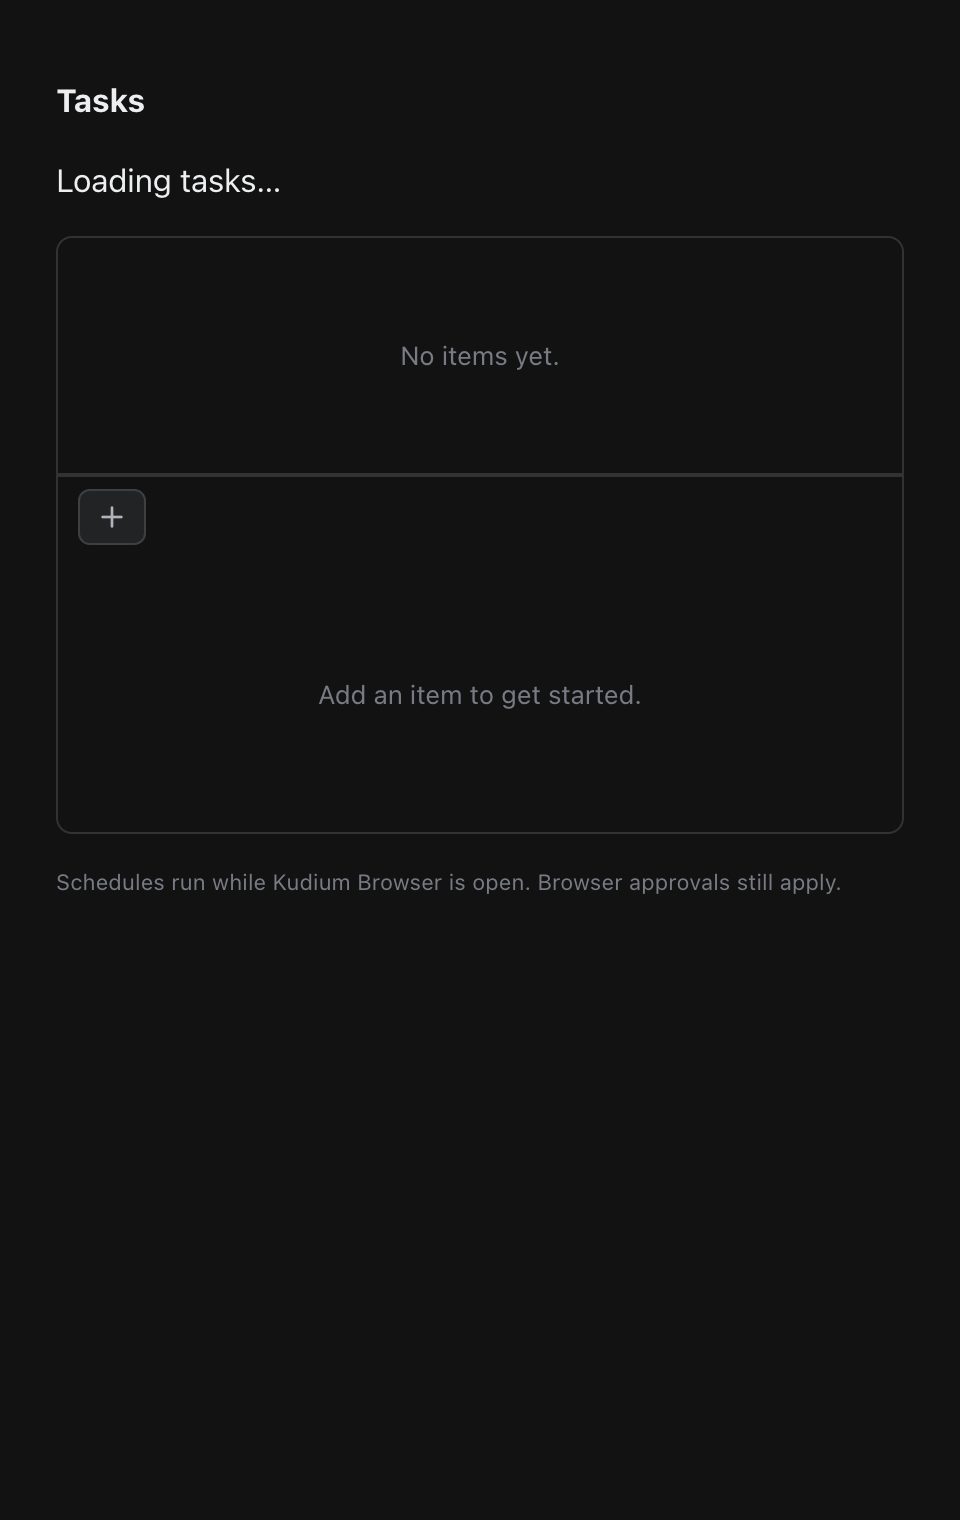 Tasks
Loading tasks...
No items yet.
Add an item to get started.
Schedules run while Kudium Browser is open. Browser approvals still apply.